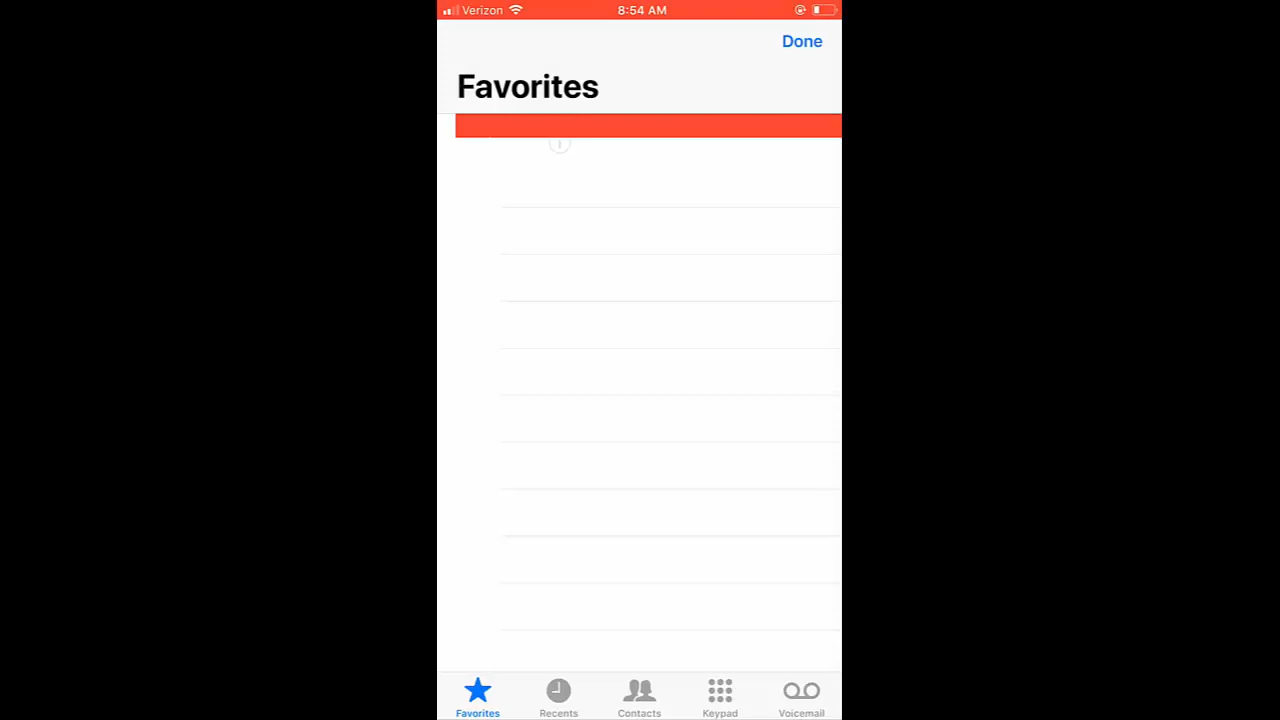 Verizon 8:54 AM
Done
Favorites
Favorites Recents Contacts Keypad Voicemail